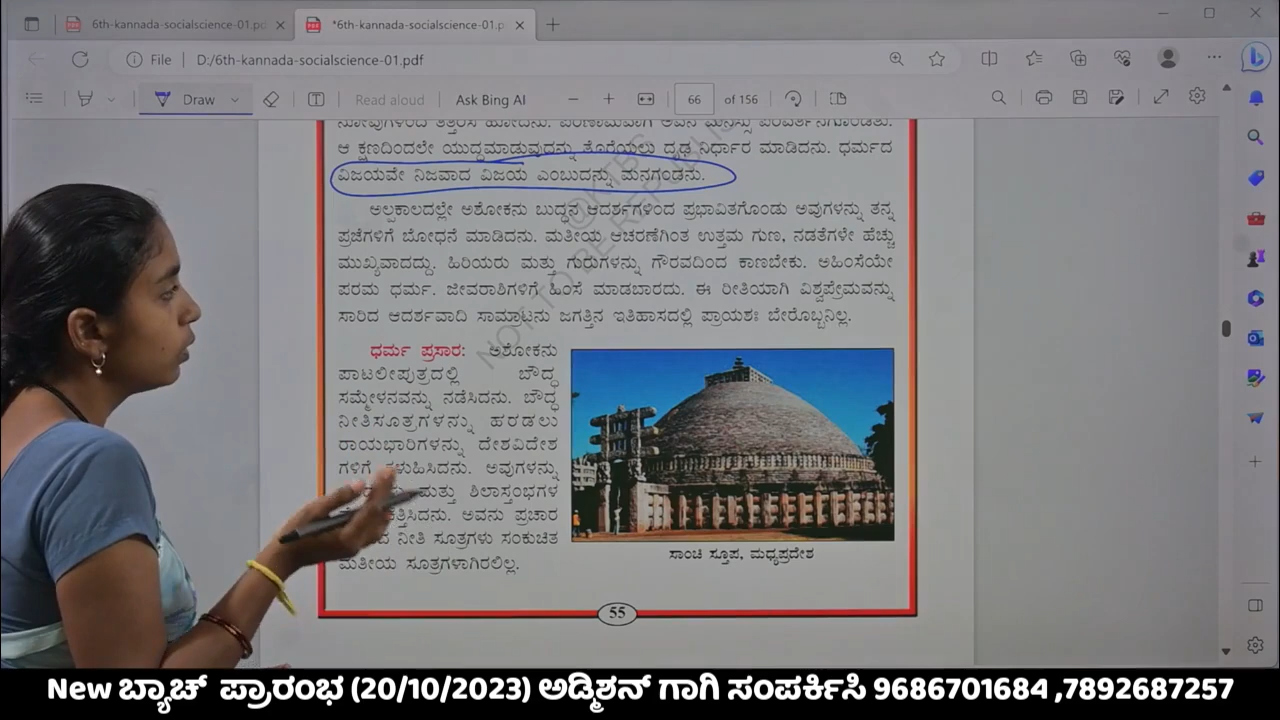 6th-kannada-socialscience-01.pd
*6th-kannada-socialscience-01.p
File D:/6th-kannada-socialscience-01.pdf
Draw Read aloud Ask Bing AI 66 of 156
ಆ ಕ್ಷಣದಿಂದಲೇ ಯುದ್ಧಮಾಡುವುದನ್ನು ತೊರೆಯಲು ದೃಢ ನಿರ್ಧಾರ ಮಾಡಿದನು. ಧರ್ಮದ
ವಿಜಯವೇ ನಿಜವಾದ ವಿಜಯ ಎಂಬುದನ್ನು ಮನಗಂಡನು.
ಅಲ್ಪಕಾಲದಲ್ಲೇ ಅಶೋಕನು ಬುದ್ಧನ ಆದರ್ಶಗಳಿಂದ ಪ್ರಭಾವಿತಗೊಂಡು ಅವುಗಳನ್ನು ತನ್ನ
ಪ್ರಜೆಗಳಿಗೆ ಬೋಧನೆ ಮಾಡಿದನು. ಮತೀಯ ಆಚರಣೆಗಿಂತ ಉತ್ತಮ ಗುಣ, ನಡತೆಗಳೇ ಹೆಚ್ಚು
ಮುಖ್ಯವಾದದ್ದು. ಹಿರಿಯರು ಮತ್ತು ಗುರುಗಳನ್ನು ಗೌರವದಿಂದ ಕಾಣಬೇಕು. ಅಹಿಂಸೆಯೇ
ಪರಮ ಧರ್ಮ. ಜೀವರಾಶಿಗಳಿಗೆ ಹಿಂಸೆ ಮಾಡಬಾರದು. ಈ ರೀತಿಯಾಗಿ ವಿಶ್ವಪ್ರೇಮವನ್ನು
ಸಾರಿದ ಆದರ್ಶವಾದಿ ಸಾಮ್ರಾಟನು ಜಗತ್ತಿನ ಇತಿಹಾಸದಲ್ಲಿ ಪ್ರಾಯಶಃ ಬೇರೊಬ್ಬನಿಲ್ಲ.
ಧರ್ಮ ಪ್ರಸಾರ: ಅಶೋಕನು
ಪಾಟಲೀಪುತ್ರದಲ್ಲಿ ಬೌದ್ಧ
ಸಮ್ಮೇಳನವನ್ನು ನಡೆಸಿದನು. ಬೌದ್ಧ
ನೀತಿಸೂತ್ರಗಳನ್ನು ಹರಡಲು
ರಾಯಭಾರಿಗಳನ್ನು ದೇಶವಿದೇಶ
ಗಳಿಗೆ ಅವುಗಳನ್ನು
ಮತ್ತು ಶಿಲಾಸ್ತಂಭಗಳ
ಅವನು ಪ್ರಚಾರ
ನೀತಿ ಸೂತ್ರಗಳು ಸಂಕುಚಿತ
ಮತೀಯ ಸೂತ್ರಗಳಾಗಿರಲಿಲ್ಲ.
ಸಾಂಚಿ ಸ್ತೂಪ, ಮಧ್ಯಪ್ರದೇಶ
55
New ಬ್ಯಾಚ್ ಪ್ರಾರಂಭ (20/10/2023) ಅಡ್ಮಿಶನ್ ಗಾಗಿ ಸಂಪರ್ಕಿಸಿ 9686701684 ,7892687257